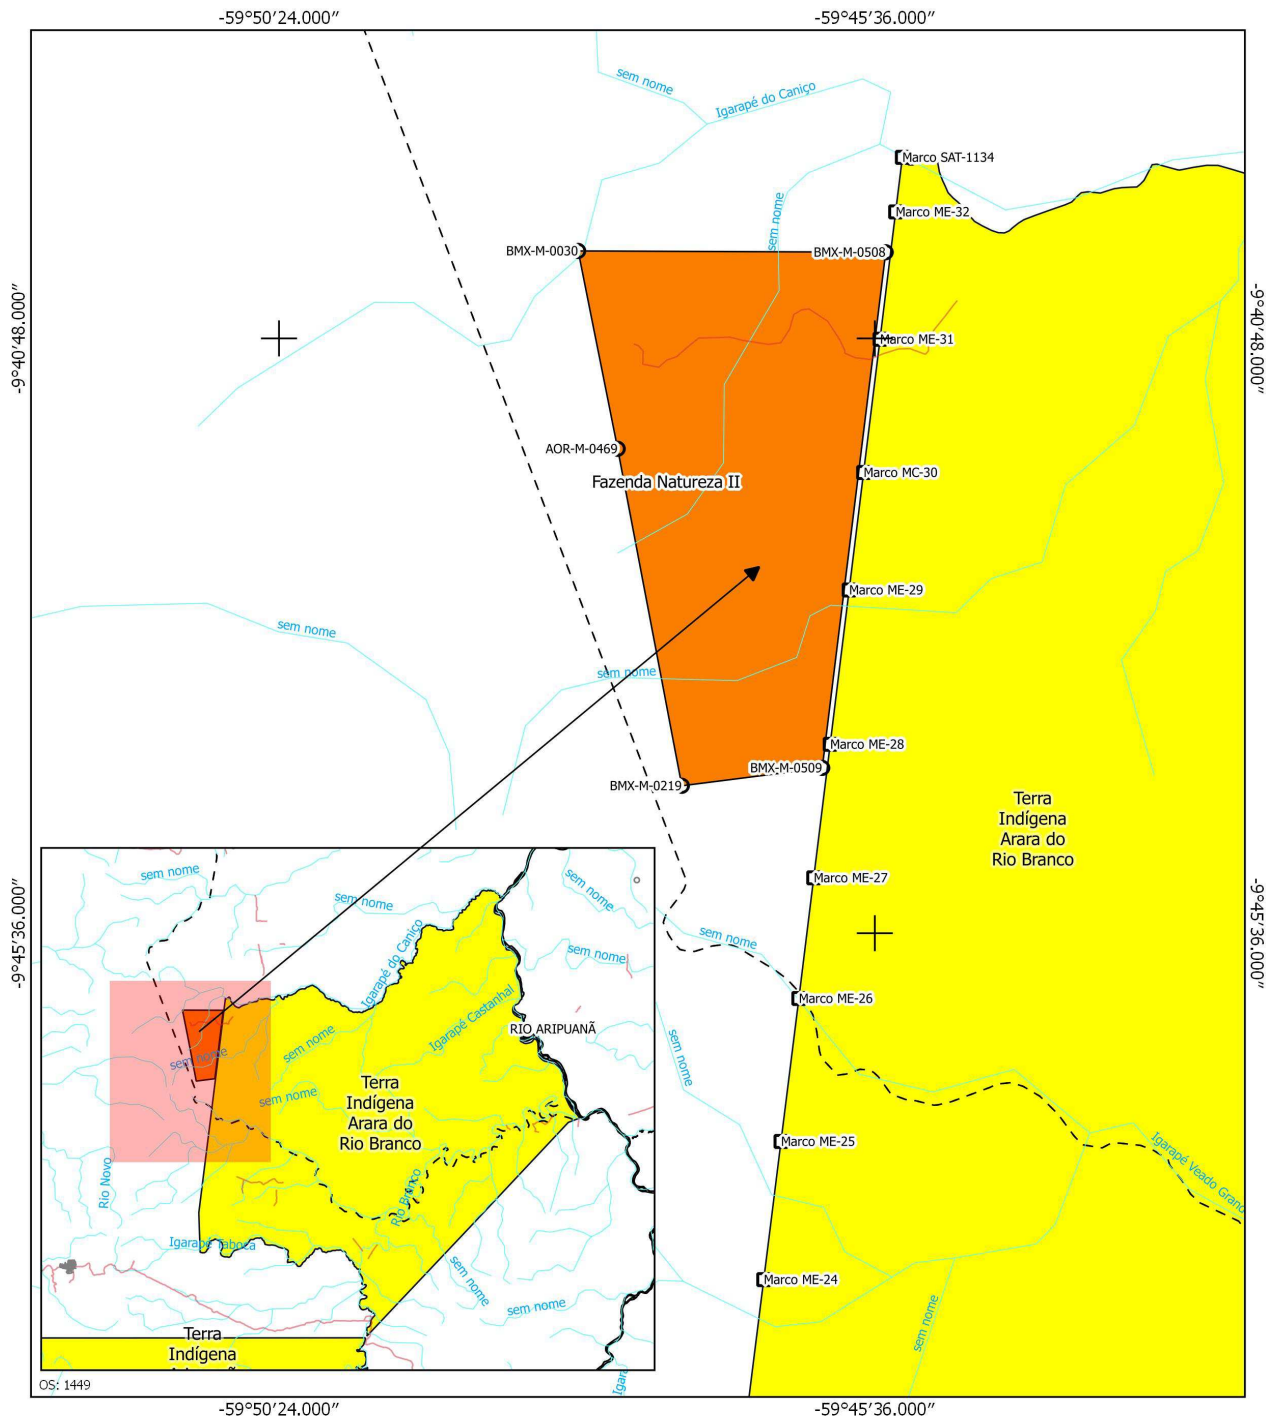 -59°50′24.000″
-59°45′36.000″
sem nome
Igarapé do Caniço
Marco SAT-1134
sem nome
Marco ME-32
BMX-M-0030
BMX-M-0508
-9°40′48.000″
-9°40′48.000″
Marco ME-31
AOR-M-0469
Marco MC-30
Fazenda Natureza II
Marco ME-29
sem nome
sem nome
Marco ME-28
BMX-M-0509
BMX-M-0219
Terra
Indígena
Arara do
Rio Branco
Marco ME-27
-9°45′36.000″
-9°45′36.000″
sem nome
Marco ME-26
sem nome
Marco ME-25
Igarapé Veado Grand
Marco ME-24
sem nome
Igara
sem nome
sem nome
sem nome
Igarapé do Caniço
sem nome
Igarapé Castanhal
RIO ARIPUANÃ
sem nome
sem nome
sem nome
Terra
Indígena
Arara do
Rio Branco
Rio Novo
Rio Branco
Igarapé Taboca
sem nome
sem nome
Terra
Indígena
OS: 1449
-59°50′24.000″
-59°45′36.000″